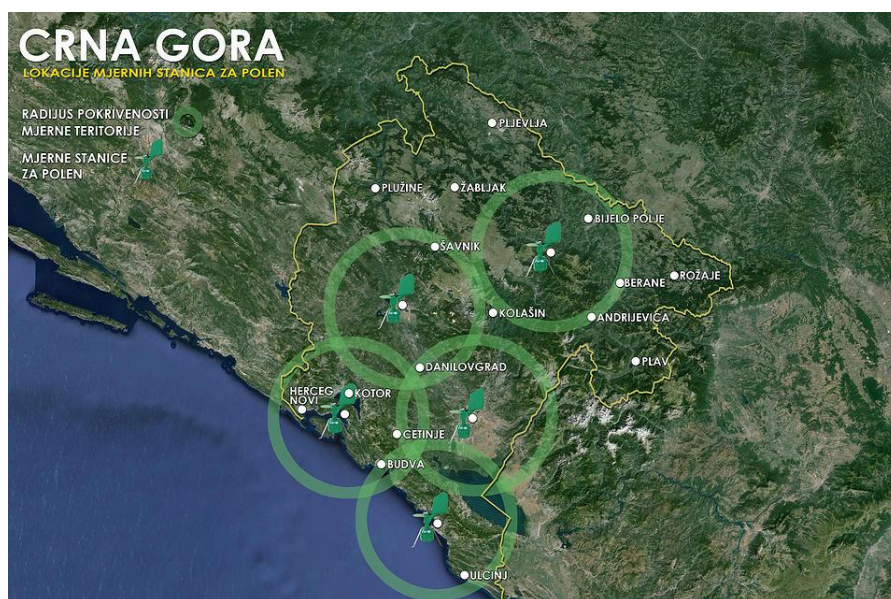 CRNA GORA
LOKACIJE MJERNIH STANICA ZA POLEN
RADIJUS POKRIVENOSTI
MJERNE TERITORIJE
MJERNE STANICE
ZA POLEN
PLJEVLJA
PLUŽINE
ŽABLJAK
BIJELO POLJE
ŠAVNIK
ROŽAJE
BERANE
KOLAŠIN
ANDRIJEVICA
PLAV
DANILOVGRAD
HERCEG
NOVI
KOTOR
CETINJE
BUDVA
ULCINJ